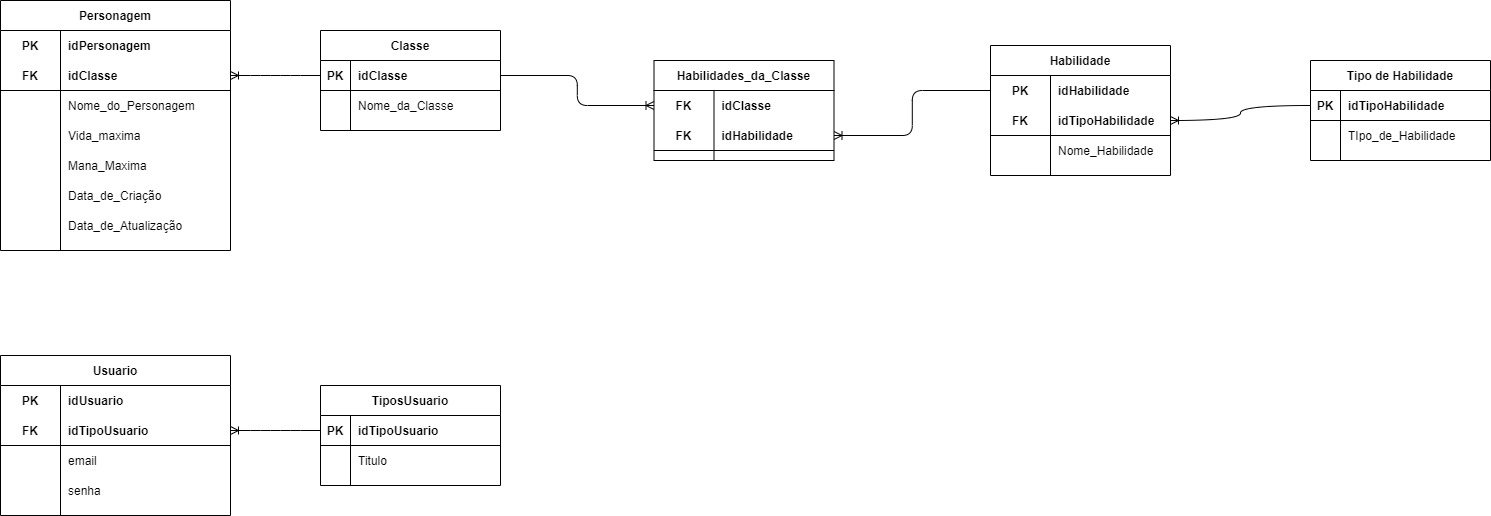 Personagem
PK idPersonagem
FK idClasse
Nome_do_Personagem
Vida_maxima
Mana_Maxima
Data_de_Criação
Data_de_Atualização
Classe
PK idClasse
Nome_da_Classe
Habilidades_da_Classe
FK idClasse
FK idHabilidade
Habilidade
PK idHabilidade
FK idTipoHabilidade
Nome_Habilidade
Tipo de Habilidade
PK idTipoHabilidade
TIpo_de_Habilidade
Usuario
PK idUsuario
FK idTipoUsuario
email
senha
TiposUsuario
PK idTipoUsuario
Titulo